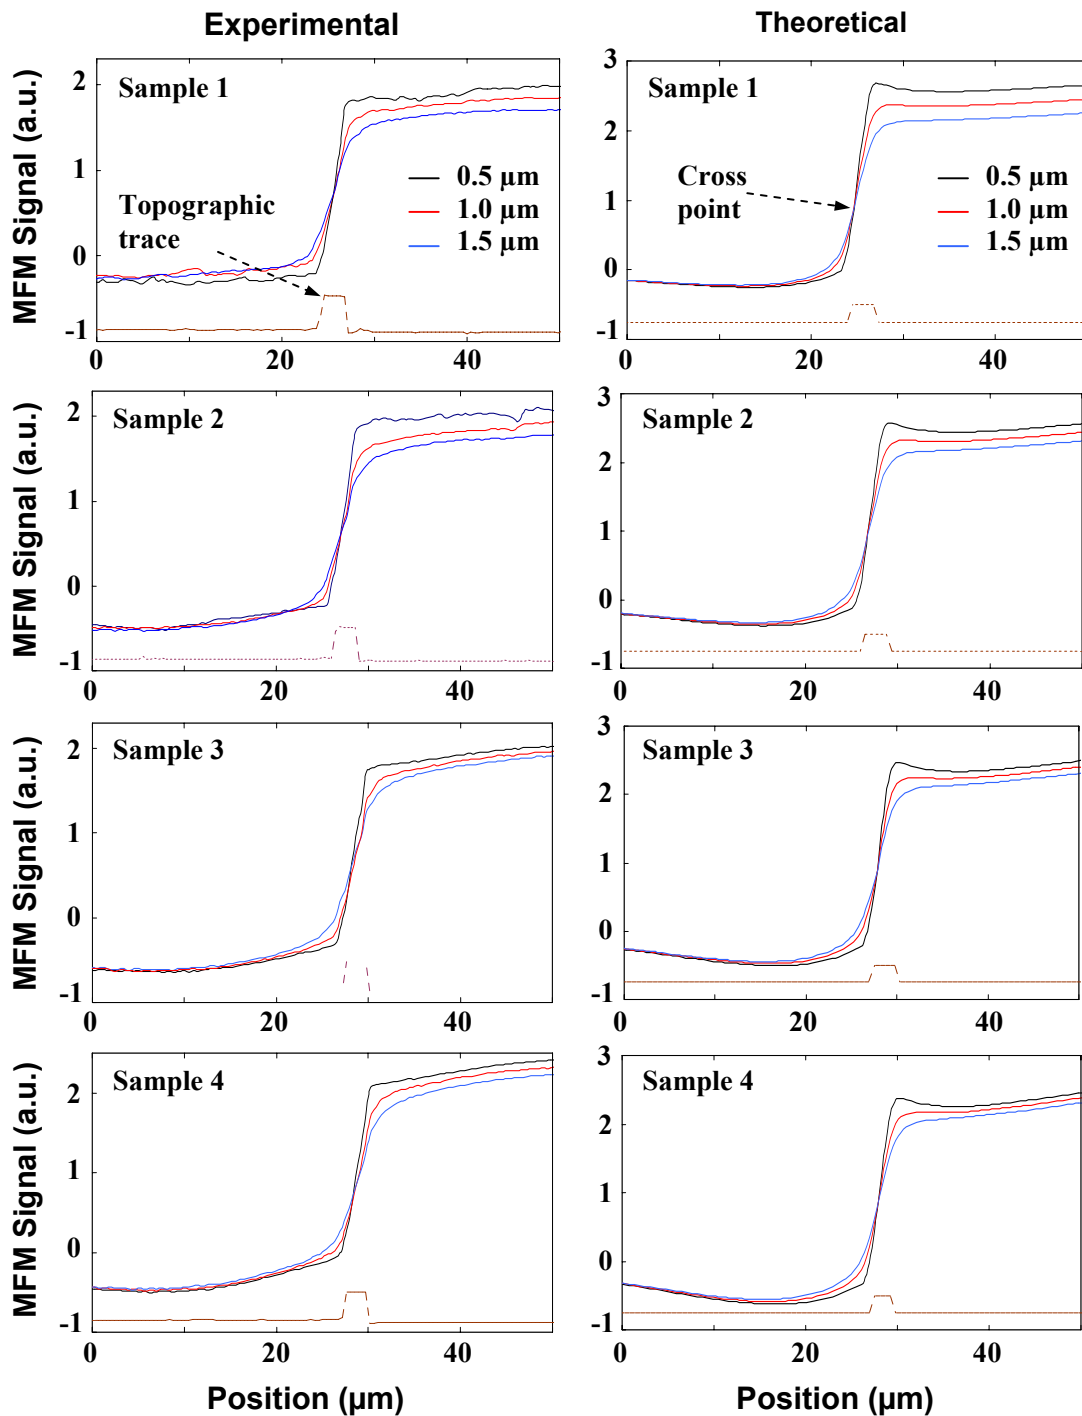 Experimental
Theoretical
MFM Signal (a.u.)
2
1
0
-1
Sample 1
Topographic
trace
0.5 µm
1.0 µm
1.5 µm
0
20
40
3
2
1
0
-1
Sample 1
Cross
point
0.5 µm
1.0 µm
1.5 µm
0
20
40
MFM Signal (a.u.)
2
1
0
-1
Sample 2
0
20
40
3
2
1
0
-1
Sample 2
0
20
40
MFM Signal (a.u.)
2
1
0
-1
Sample 3
0
20
40
3
2
1
0
-1
Sample 3
0
20
40
MFM Signal (a.u.)
2
1
0
-1
Sample 4
0
20
40
Position (µm)
3
2
1
0
-1
Sample 4
0
20
40
Position (µm)